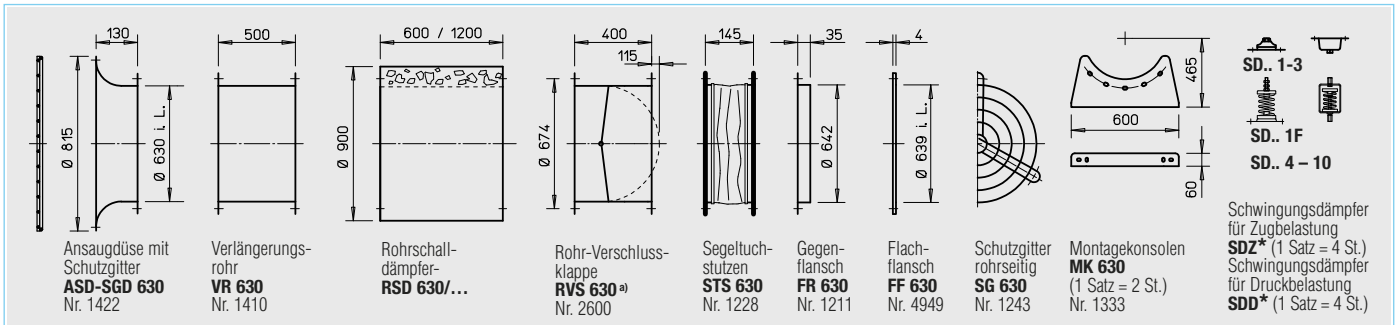 130
Ø 815
Ø 630 i. L.
Ansaugdüse mit
Schutzgitter
ASD-SGD 630
Nr. 1422
500
Verlängerungs-
rohr
VR 630
Nr. 1410
600 / 1200
Ø 900
Rohrschall-
dämpfer-
RSD 630/…
400
115
Ø 674
Rohr-Verschluss-
klappe
RVS 630 a)
Nr. 2600
145
Segeltuch-
stutzen
STS 630
Nr. 1228
35
Ø 642
Gegen-
flansch
FR 630
Nr. 1211
4
Ø 639 i. L.
Flach-
flansch
FF 630
Nr. 4949
Schutzgitter
rohrseitig
SG 630
Nr. 1243
465
600
60
Montagekonsolen
MK 630
(1 Satz = 2 St.)
Nr. 1333
SD.. 1-3
SD.. 1F
SD.. 4 – 10
Schwingungsdämpfer
für Zugbelastung
SDZ* (1 Satz = 4 St.)
Schwingungsdämpfer
für Druckbelastung
SDD* (1 Satz = 4 St.)